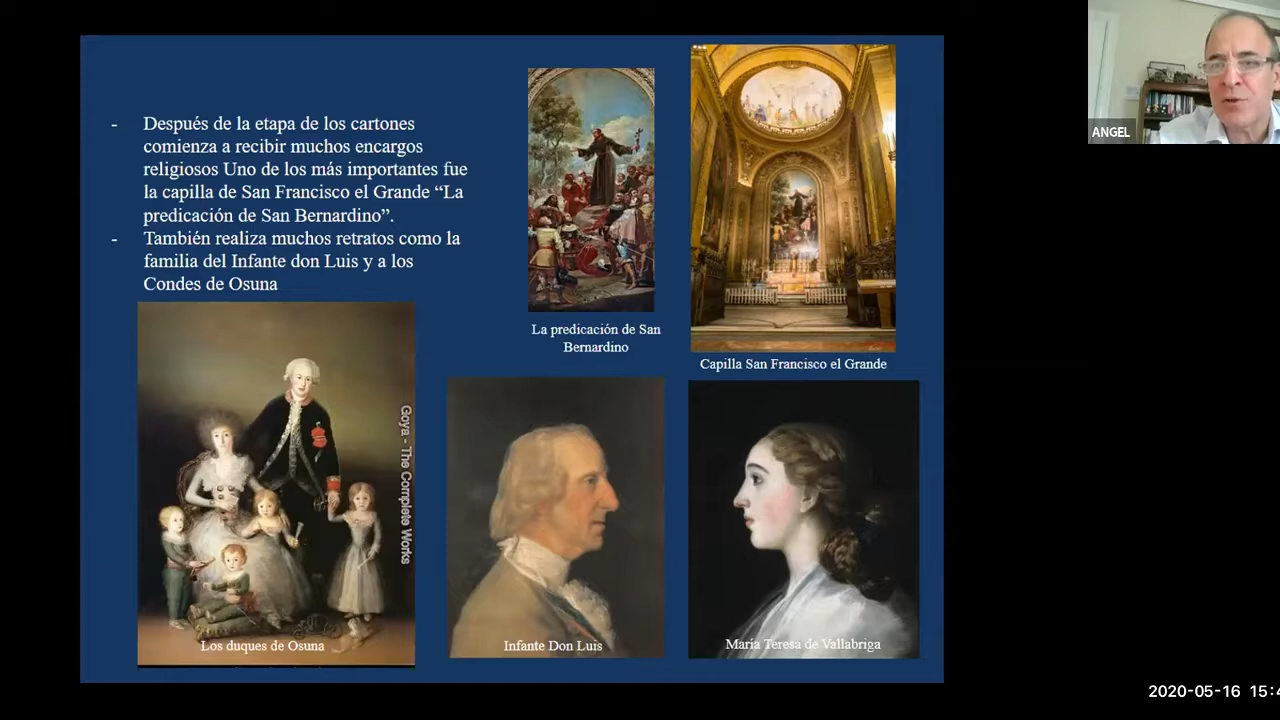 - Después de la etapa de los cartones
comienza a recibir muchos encargos
religiosos Uno de los más importantes fue
la capilla de San Francisco el Grande “La
predicación de San Bernardino”.
- También realiza muchos retratos como la
familia del Infante don Luis y a los
Condes de Osuna
La predicación de San
Bernardino
Capilla San Francisco el Grande
Goya - The Complete Works
Los duques de Osuna
Infante Don Luis
María Teresa de Vallabriga
ANGEL
2020-05-16